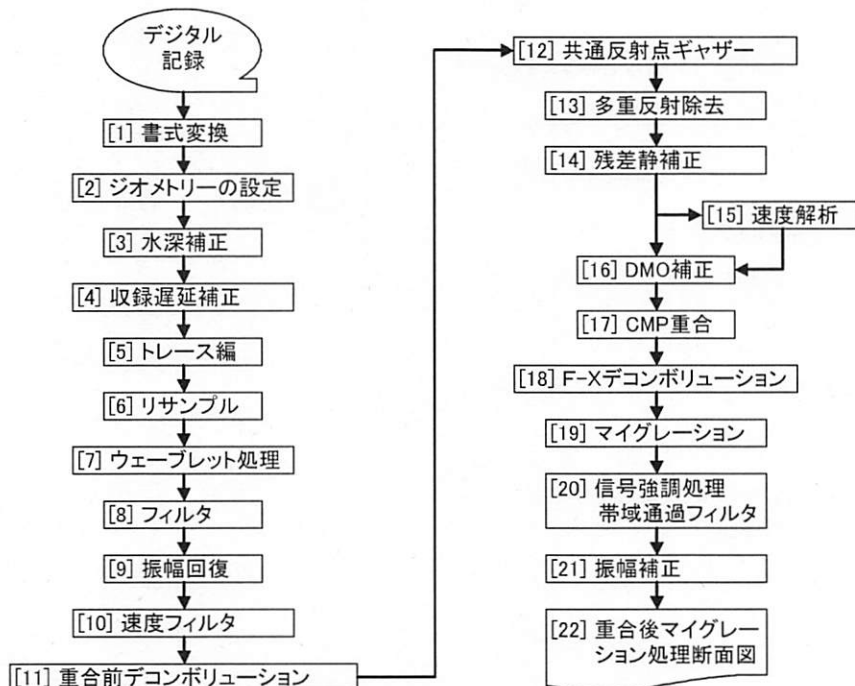 デジタル
記録
[1] 書式変換
[2] ジオメトリーの設定
[3] 水深補正
[4] 収録遅延補正
[5] トレース編
[6] リサンプル
[7] ウェーブレット処理
[8] フィルタ
[9] 振幅回復
[10] 速度フィルタ
[11] 重合前デコンボリューション
[12] 共通反射点ギャザー
[13] 多重反射除去
[14] 残差静補正
[15] 速度解析
[16] DMO補正
[17] CMP重合
[18] F-Xデコンボリューション
[19] マイグレーション
[20] 信号強調処理
帯域通過フィルタ
[21] 振幅補正
[22] 重合後マイグレー
ション処理断面図